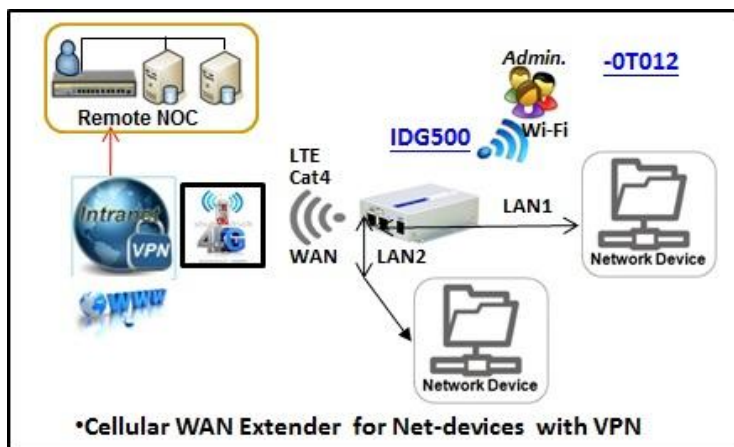 Admin.
-0T012
Remote NOC
IDG500
Wi-Fi
LTE
Cat4
Intranet
VPN
4G
WAN
LAN1
LAN2
Network Device
WWW
Network Device
•Cellular WAN Extender for Net-devices with VPN